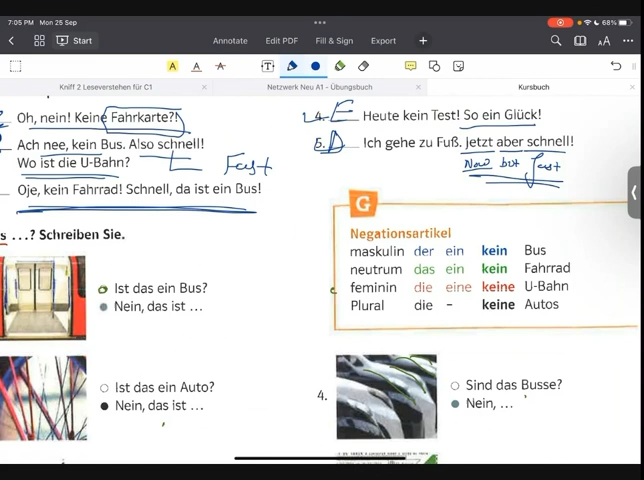 7:05 PM Mon 25 Sep
68%
Start
Annotate
Edit PDF
Fill & Sign
Export
Kniff 2 Leseverstehen für C1
Netzwerk Neu A1 - Übungsbuch
Kursbuch
Oh, nein! Keine Fahrkarte?!
Ach nee, kein Bus. Also schnell!
Wo ist die U-Bahn?
Fast
Oje, kein Fahrrad! Schnell, da ist ein Bus!
4. E Heute kein Test! So ein Glück!
5. D Ich gehe zu Fuß. Jetzt aber schnell!
Now but fast
s ...? Schreiben Sie.
Ist das ein Bus?
Nein, das ist ...
Ist das ein Auto?
Nein, das ist ...
G
Negationsartikel
maskulin der ein kein Bus
neutrum das ein kein Fahrrad
feminin die eine keine U-Bahn
Plural die - keine Autos
4.
Sind das Busse?
Nein, ...